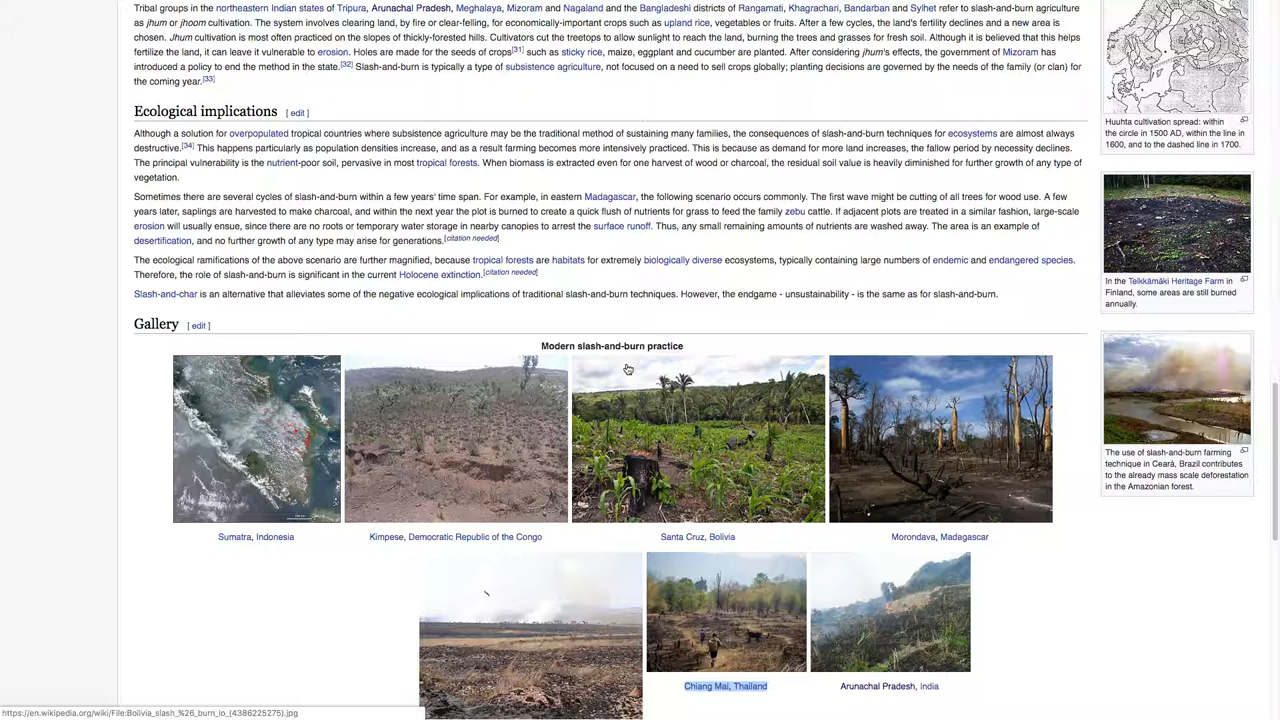 Tribal groups in the northeastern Indian states of Tripura, Arunachal Pradesh, Meghalaya, Mizoram and Nagaland and the Bangladeshi districts of Rangamati, Khagrachari, Bandarban and Sylhet refer to slash-and-burn agriculture
as jhum or jhoom cultivation. The system involves clearing land, by fire or clear-felling, for economically-important crops such as upland rice, vegetables or fruits. After a few cycles, the land's fertility declines and a new area is
chosen. Jhum cultivation is most often practiced on the slopes of thickly-forested hills. Cultivators cut the treetops to allow sunlight to reach the land, burning the trees and grasses for fresh soil. Although it is believed that this helps
fertilize the land, it can leave it vulnerable to erosion. Holes are made for the seeds of crops[31] such as sticky rice, maize, eggplant and cucumber are planted. After considering jhum's effects, the government of Mizoram has
introduced a policy to end the method in the state.[32] Slash-and-burn is typically a type of subsistence agriculture, not focused on a need to sell crops globally; planting decisions are governed by the needs of the family (or clan) for
the coming year.[33]
Ecological implications [ edit ]
Although a solution for overpopulated tropical countries where subsistence agriculture may be the traditional method of sustaining many families, the consequences of slash-and-burn techniques for ecosystems are almost always
destructive.[34] This happens particularly as population densities increase, and as a result farming becomes more intensively practiced. This is because as demand for more land increases, the fallow period by necessity declines.
The principal vulnerability is the nutrient-poor soil, pervasive in most tropical forests. When biomass is extracted even for one harvest of wood or charcoal, the residual soil value is heavily diminished for further growth of any type of
vegetation.
Sometimes there are several cycles of slash-and-burn within a few years' time span. For example, in eastern Madagascar, the following scenario occurs commonly. The first wave might be cutting of all trees for wood use. A few
years later, saplings are harvested to make charcoal, and within the next year the plot is burned to create a quick flush of nutrients for grass to feed the family zebu cattle. If adjacent plots are treated in a similar fashion, large-scale
erosion will usually ensue, since there are no roots or temporary water storage in nearby canopies to arrest the surface runoff. Thus, any small remaining amounts of nutrients are washed away. The area is an example of
desertification, and no further growth of any type may arise for generations.[citation needed]
The ecological ramifications of the above scenario are further magnified, because tropical forests are habitats for extremely biologically diverse ecosystems, typically containing large numbers of endemic and endangered species.
Therefore, the role of slash-and-burn is significant in the current Holocene extinction.[citation needed]
Slash-and-char is an alternative that alleviates some of the negative ecological implications of traditional slash-and-burn techniques. However, the endgame - unsustainability - is the same as for slash-and-burn.
Gallery [ edit ]
Modern slash-and-burn practice
Sumatra, Indonesia
Kimpese, Democratic Republic of the Congo
Santa Cruz, Bolivia
Morondava, Madagascar
Chiang Mai, Thailand
Arunachal Pradesh, India
Huuhta cultivation spread: within
the circle in 1500 AD, within the line in
1600, and to the dashed line in 1700.
In the Telkkämäki Heritage Farm in
Finland, some areas are still burned
annually.
The use of slash-and-burn farming
technique in Ceará, Brazil contributes
to the already mass scale deforestation
in the Amazonian forest.
https://en.wikipedia.org/wiki/File:Bolivia_slash_%26_burn_lo_(4386225275).jpg